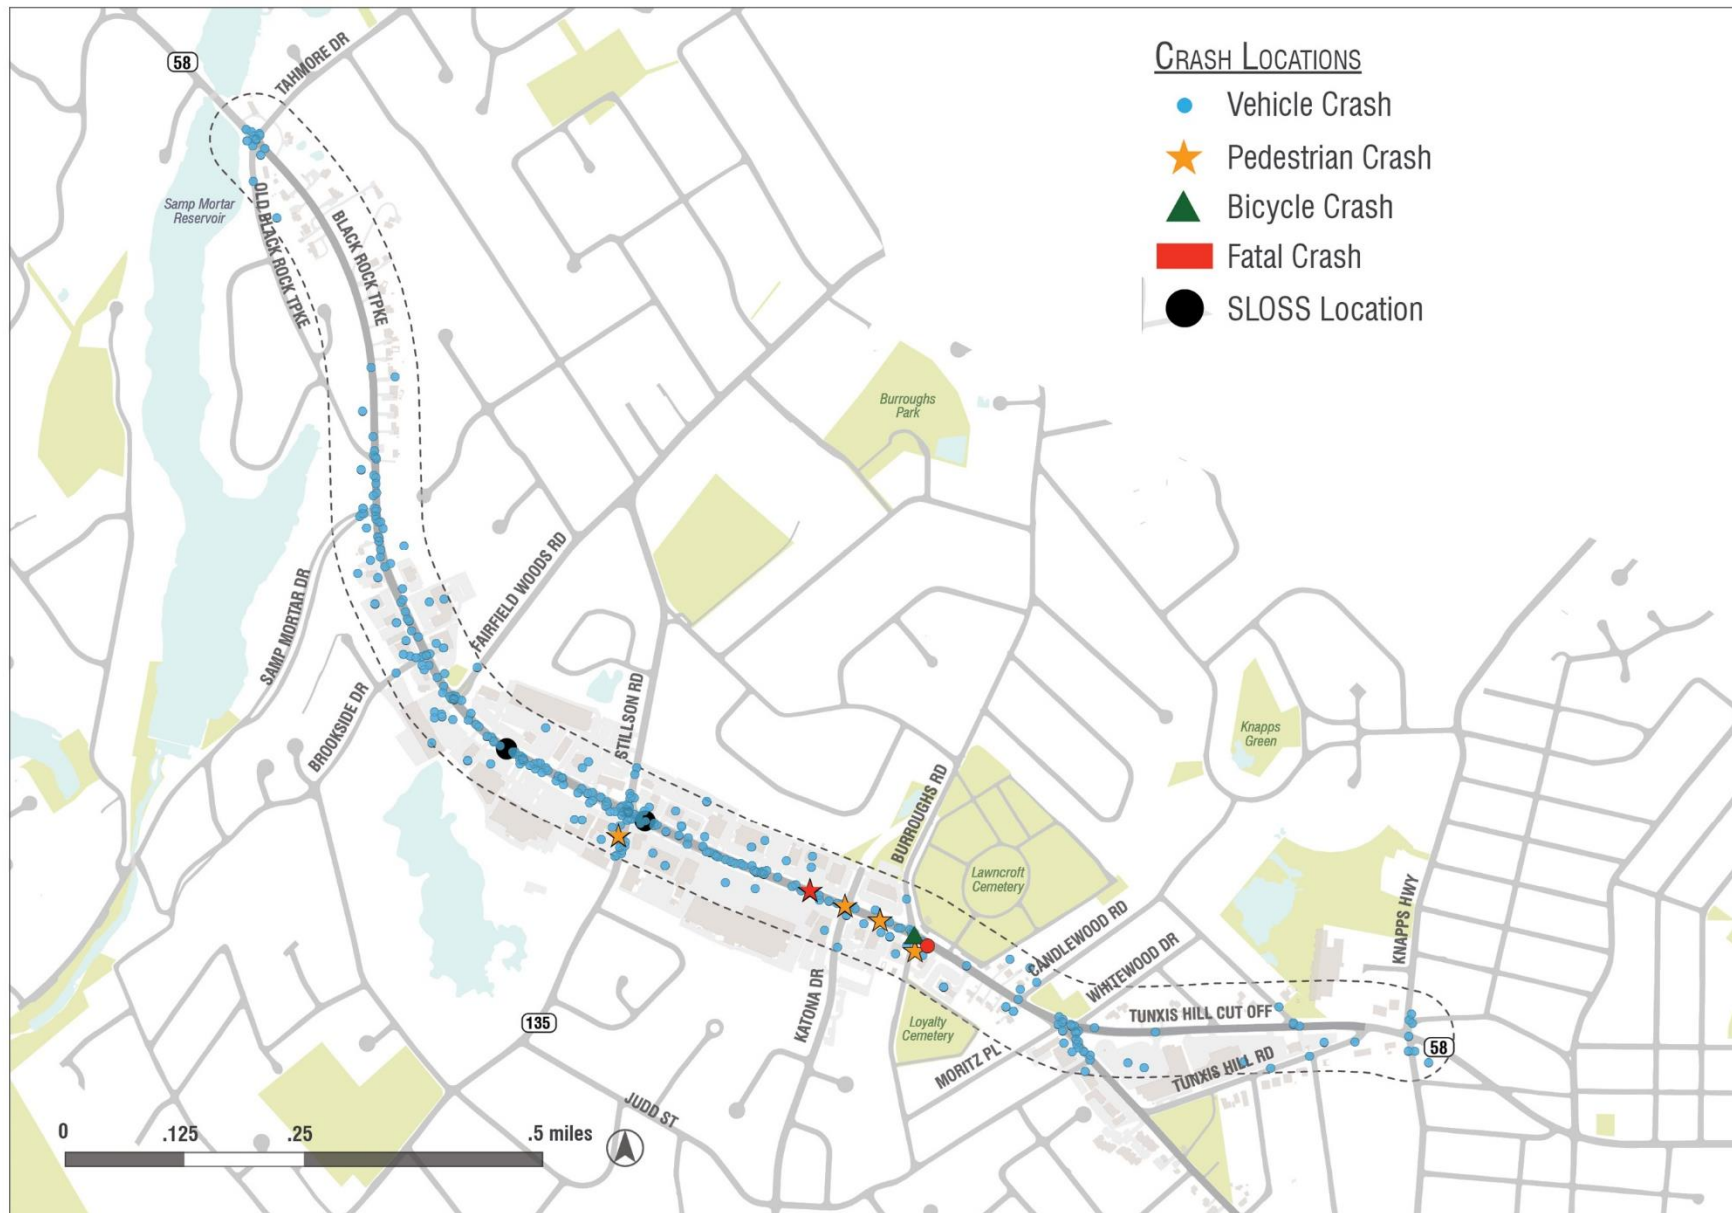 58
TAHMORE DR
CRASH LOCATIONS
Vehicle Crash
Pedestrian Crash
Bicycle Crash
Fatal Crash
SLOSS Location
Samp Mortar
Reservoir
OLD BLACK ROCK TPKE
BLACK ROCK TPKE
Burroughs
Park
FAIRFIELD WOODS RD
SAMP MORTAR DR
BROOKSIDE DR
STILLSON RD
Knapps
Green
BURROUGHS RD
Lawncroft
Cemetery
CANDLEWOOD RD
WHITEWOOD DR
KNAPPS HWY
KATONA DR
TUNXIS HILL CUT OFF
135
Loyalty
Cemetery
58
MORITZ PL
TUNXIS HILL RD
JUDD ST
0 .125 .25 .5 miles